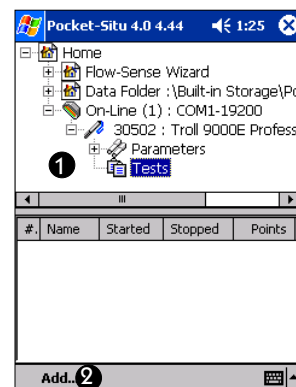 Pocket-Situ 4.0 4.44 1:25
Home
Flow-Sense Wizard
Data Folder :\Built-in Storage\Po
On-Line (1) : COM1-19200
30502 : Troll 9000E Profess
Parameters
1 Tests
#. Name Started Stopped Points
Add.. 2